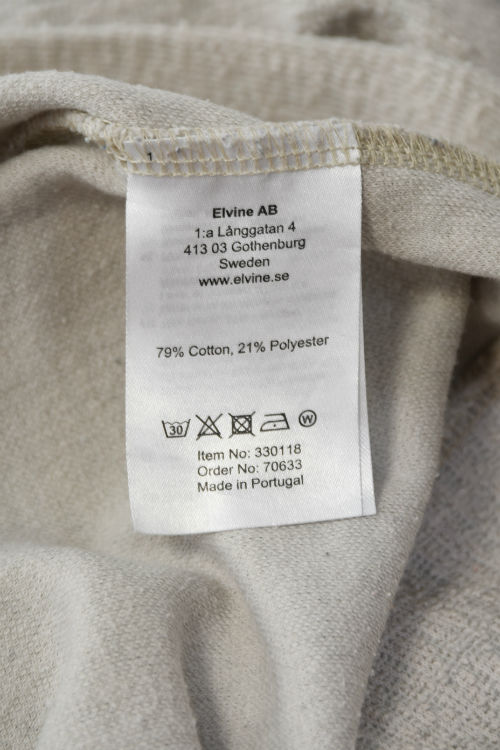 1
Elvine AB
1:a Långgatan 4
413 03 Gothenburg
Sweden
www.elvine.se
79% Cotton, 21% Polyester
30 W
Item No: 330118
Order No: 70633
Made in Portugal